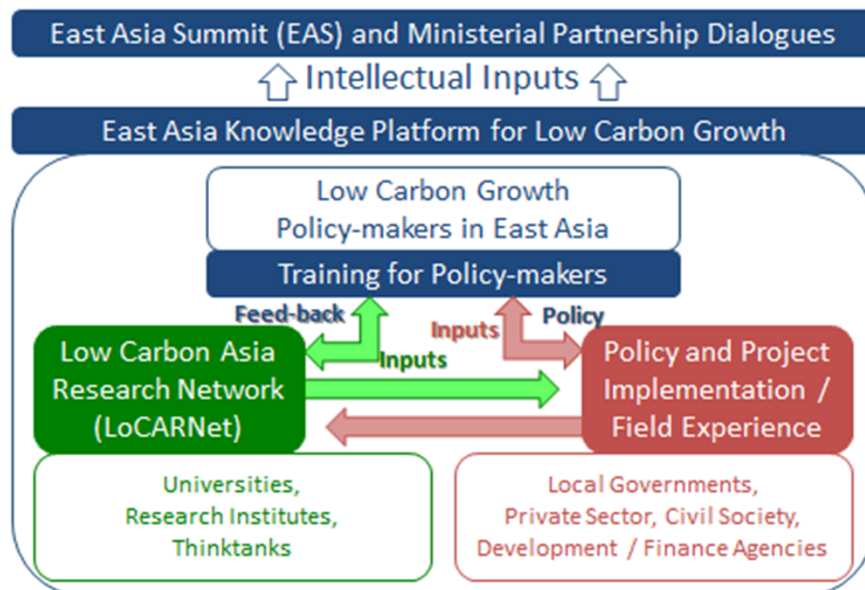 East Asia Summit (EAS) and Ministerial Partnership Dialogues
Intellectual Inputs
East Asia Knowledge Platform for Low Carbon Growth
Low Carbon Growth
Policy-makers in East Asia
Training for Policy-makers
Feed-back
Inputs
Inputs
Policy
Low Carbon Asia
Research Network
(LoCARNet)
Policy and Project
Implementation /
Field Experience
Universities,
Research Institutes,
Thinktanks
Local Governments,
Private Sector, Civil Society,
Development / Finance Agencies